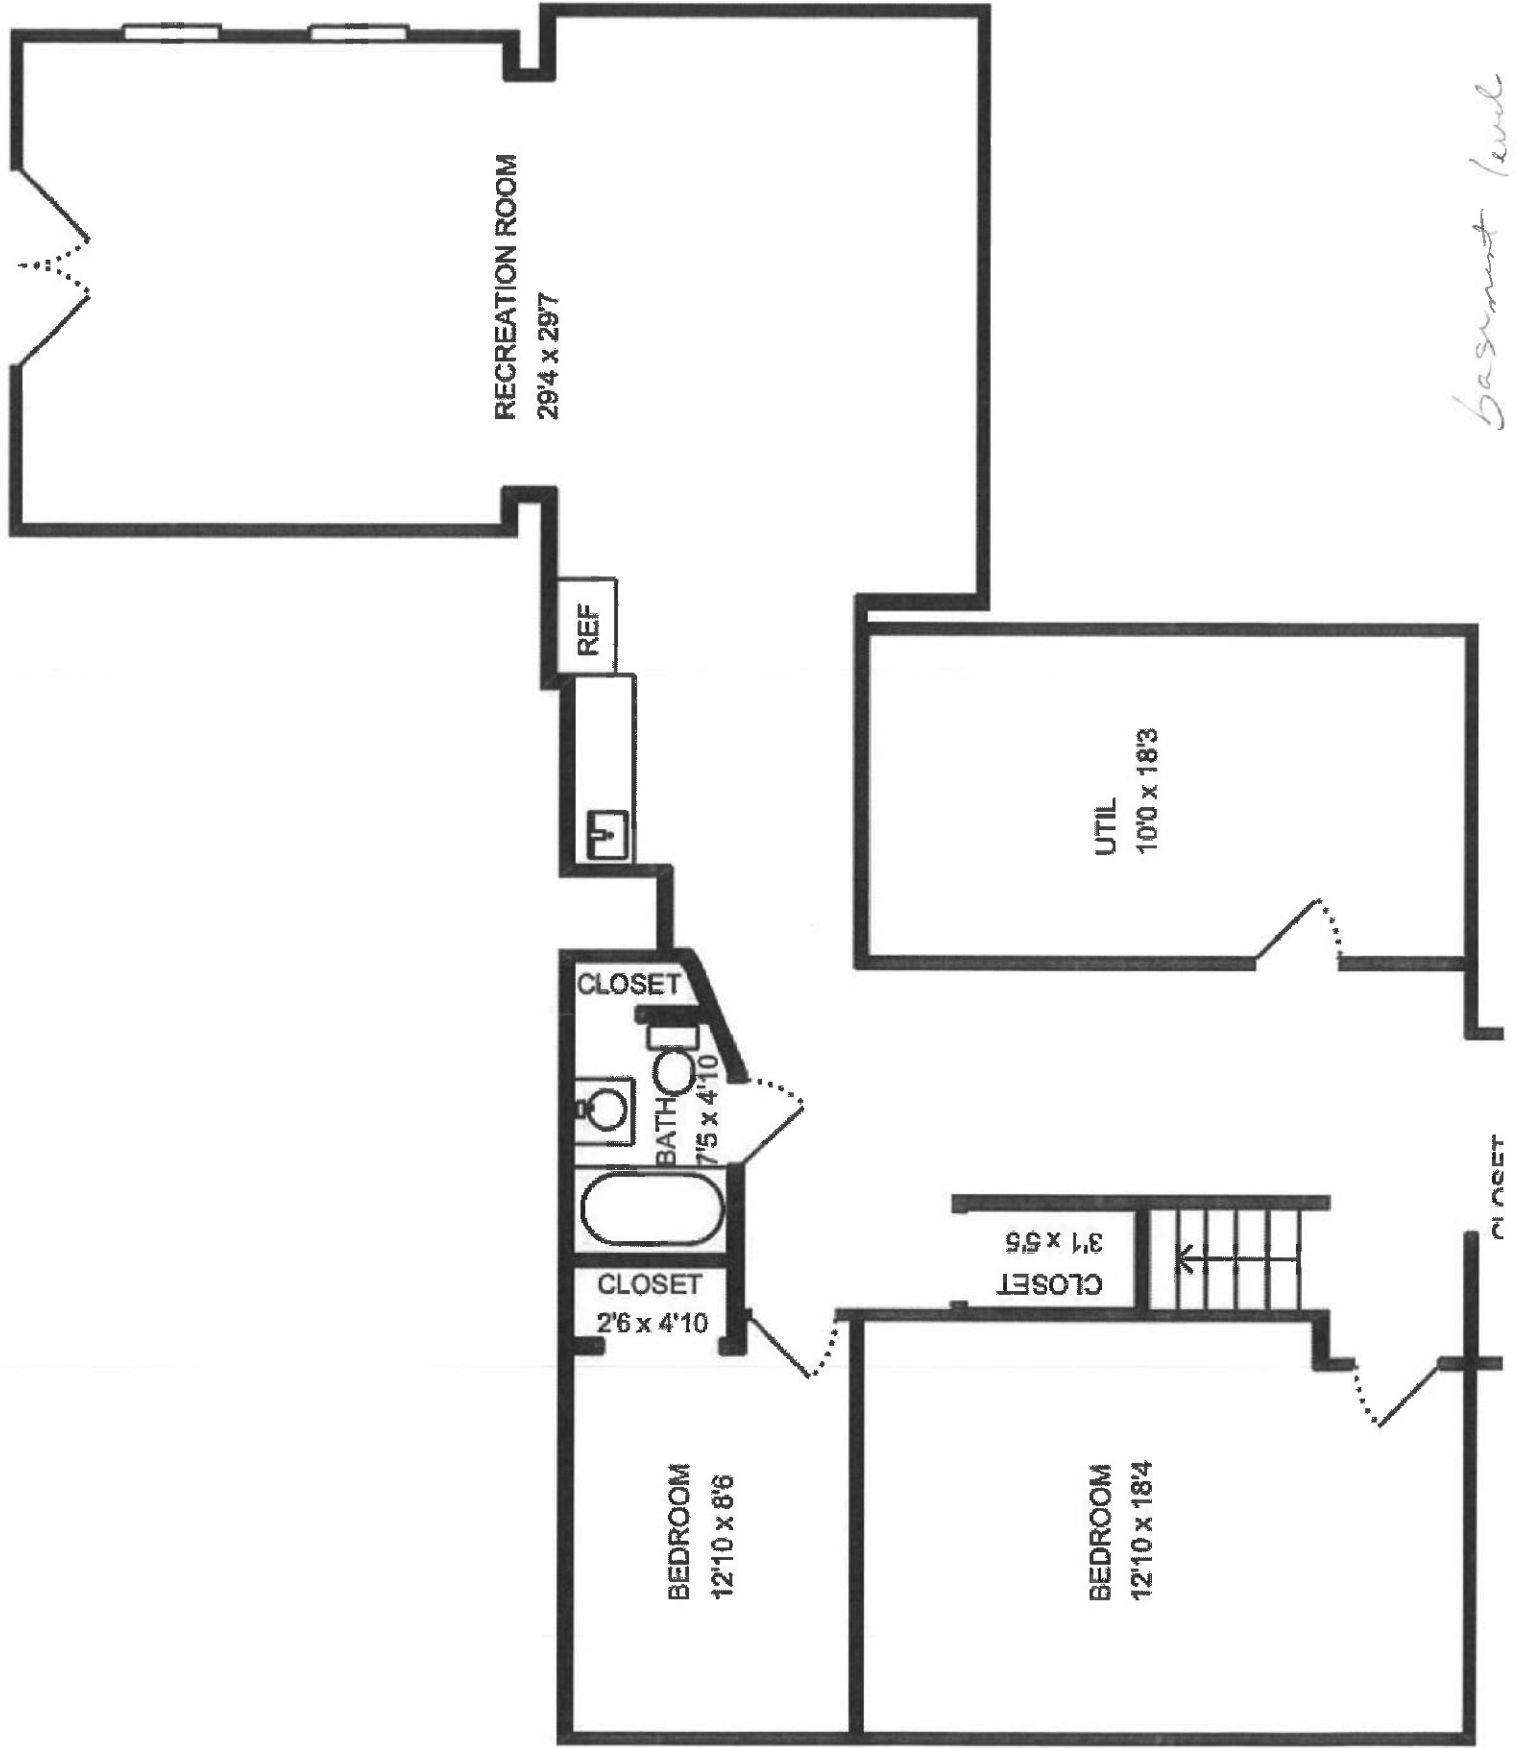 RECREATION ROOM
29'4 x 29'7
basement level
REF
UTIL
10'0 x 18'3
CLOSET
BATH
7'5 x 4'10
CLOSET
2'6 x 4'10
CLOSET
3'1 x 5'5
CLOSET
BEDROOM
12'10 x 8'6
BEDROOM
12'10 x 18'4